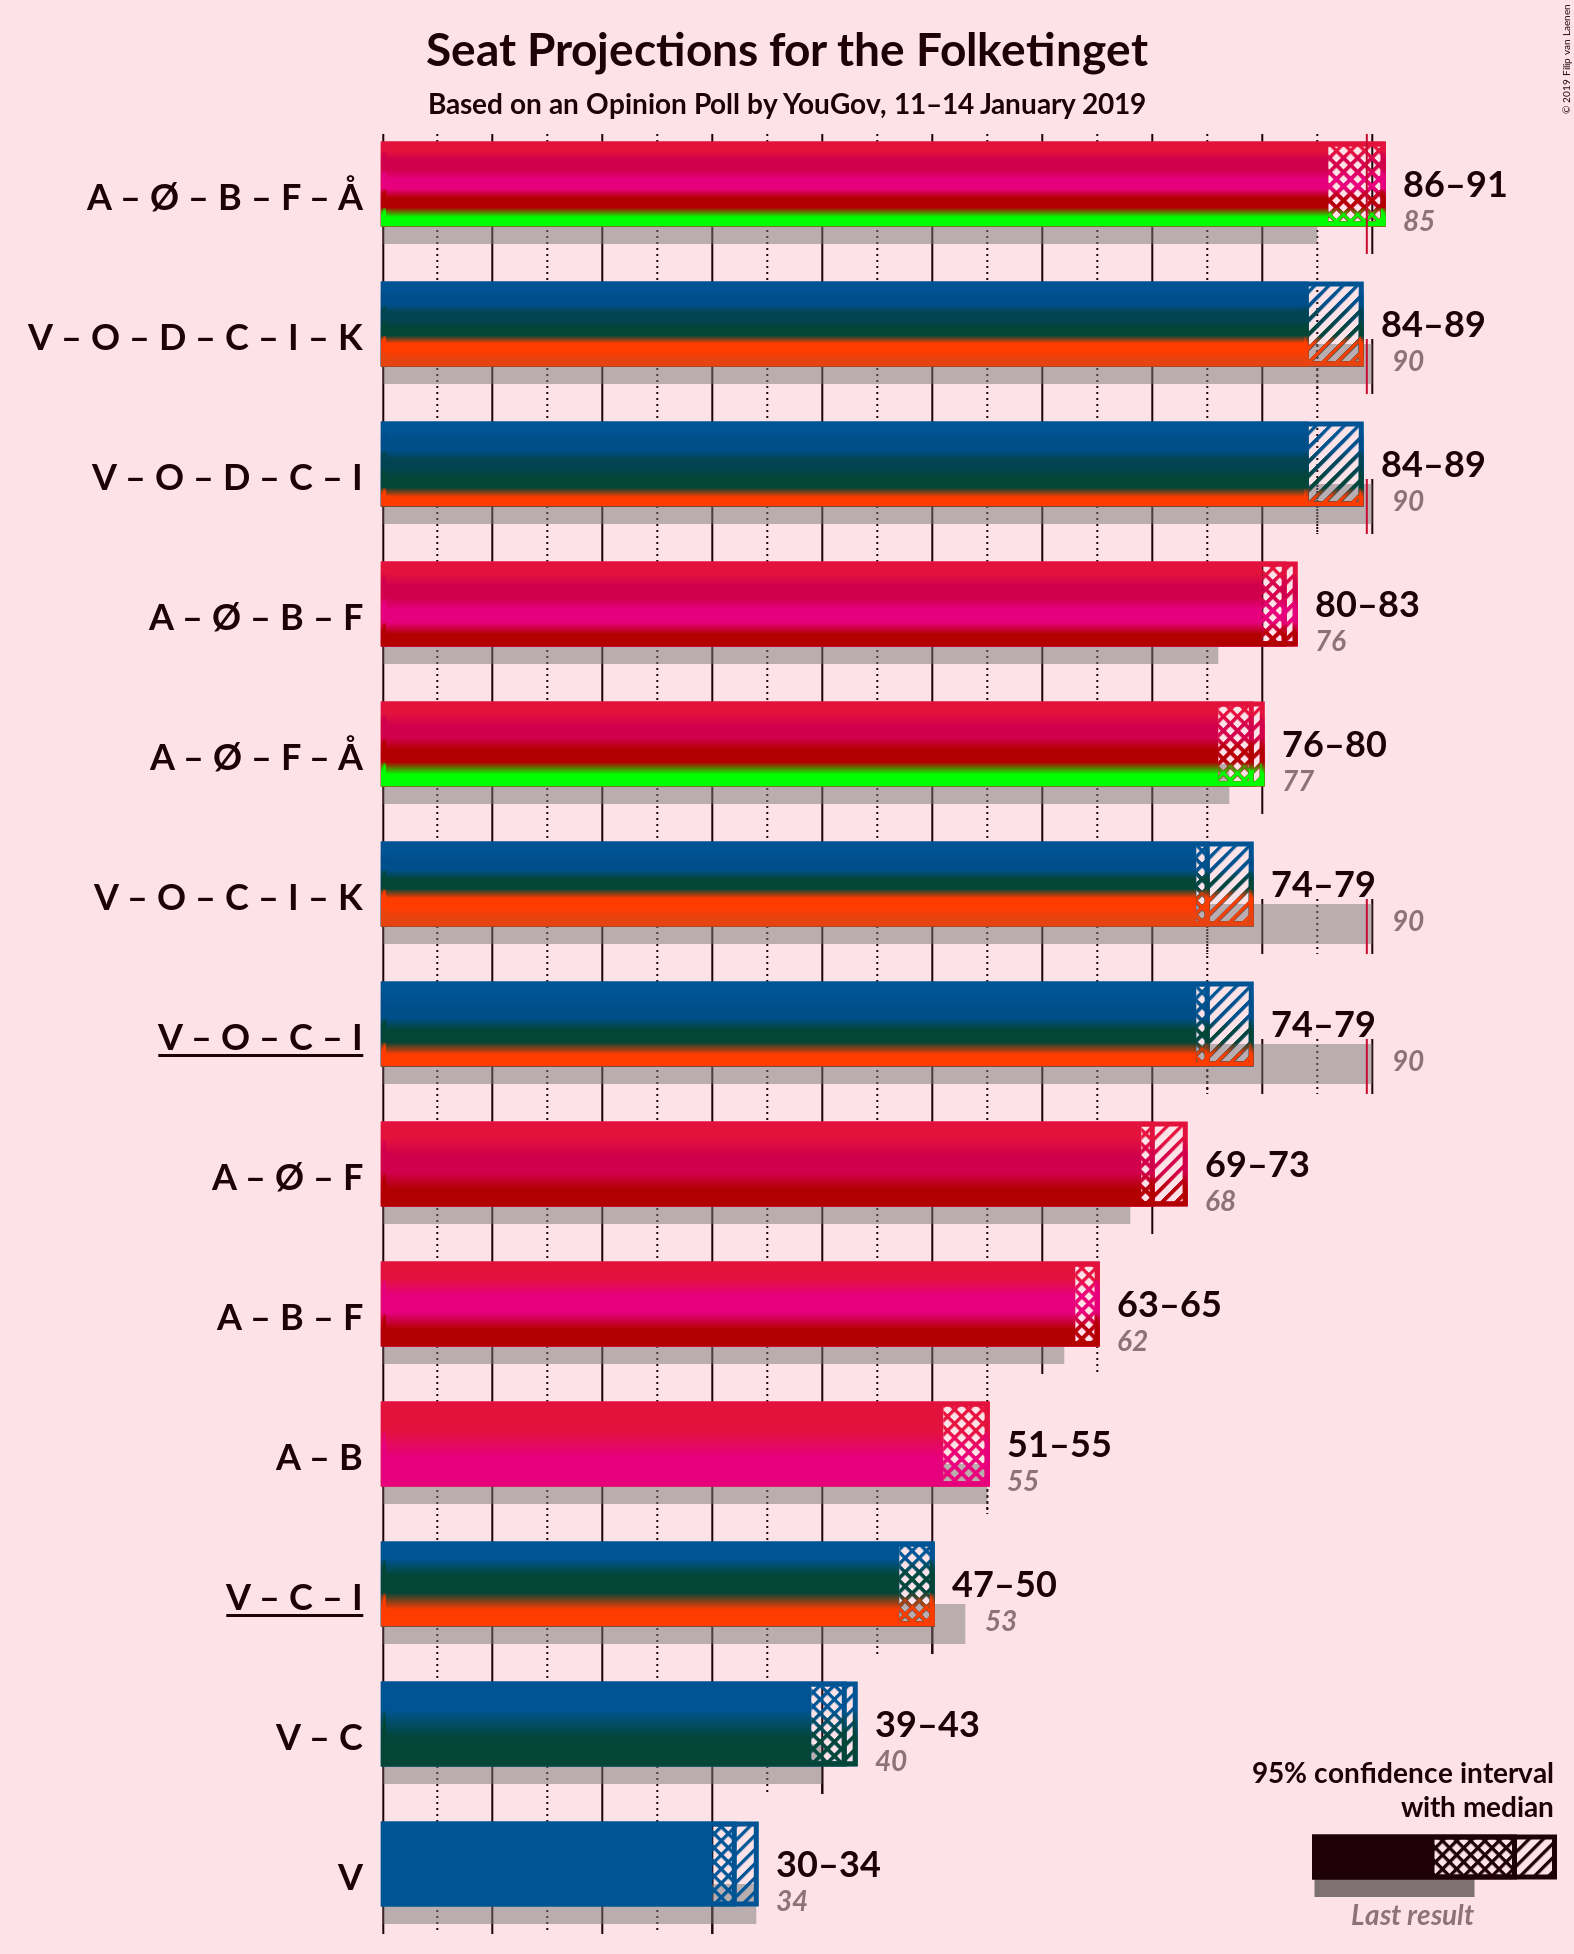 Seat Projections for the Folketinget
Based on an Opinion Poll by YouGov, 11–14 January 2019
© 2019 Filip van Laenen
A – Ø – B – F – Å
86–91
85
V – O – D – C – I – K
84–89
90
V – O – D – C – I
84–89
90
A – Ø – B – F
80–83
76
A – Ø – F – Å
76–80
77
V – O – C – I – K
74–79
90
V – O – C – I
74–79
90
A – Ø – F
69–73
68
A – B – F
63–65
62
A – B
51–55
55
V – C – I
47–50
53
V – C
39–43
40
V
30–34
34
95% confidence interval
with median
Last result